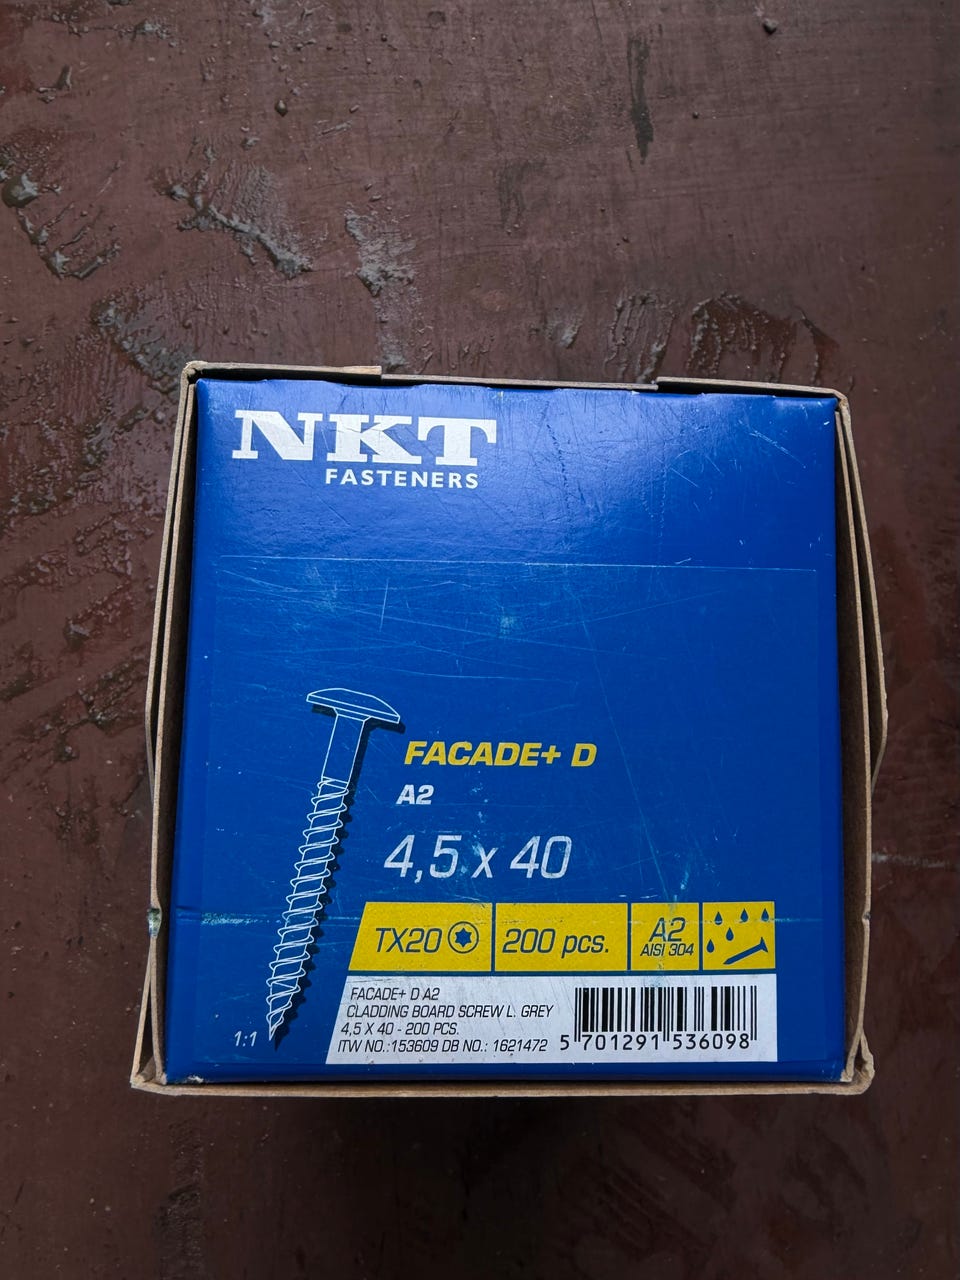 NKT
FASTENERS
FACADE+ D
A2
4,5 x 40
TX20
200 pcs.
A2
AISI 304
1:1
FACADE+ D A2
CLADDING BOARD SCREW L. GREY
4,5 X 40 - 200 PCS.
ITW NO.:153609 DB NO.: 1621472
5 701291 536098